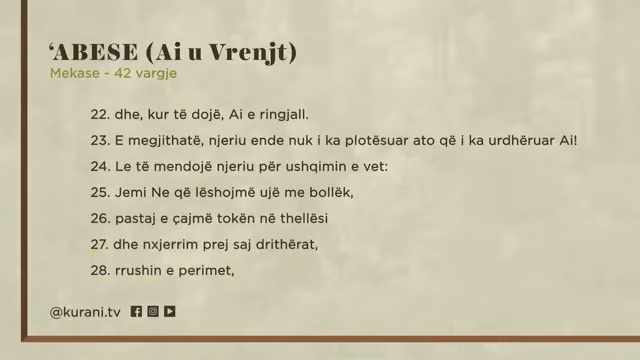 ‘ABESE (Ai u Vrenjt)
Mekase - 42 vargje
22. dhe, kur të dojë, Ai e ringjall.
23. E megjithatë, njeriu ende nuk i ka plotësuar ato që i ka urdhëruar Ai!
24. Le të mendojë njeriu për ushqimin e vet:
25. Jemi Ne që lëshojmë ujë me bollëk,
26. pastaj e çajmë tokën në thellësi
27. dhe nxjerrim prej saj drithërat,
28. rrushin e perimet,
@kurani.tv